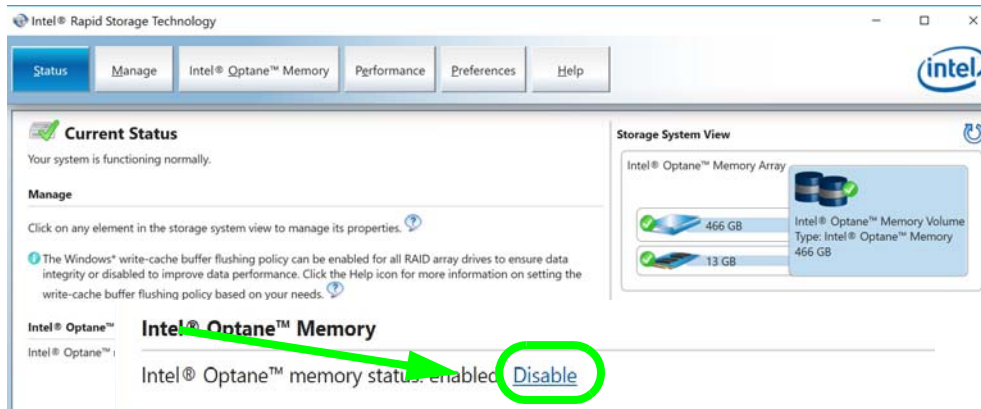 Intel® Rapid Storage Technology
Status
Manage
Intel® Optane™ Memory
Performance
Preferences
Help
intel
Current Status
Your system is functioning normally.
Manage
Click on any element in the storage system view to manage its properties.
The Windows* write-cache buffer flushing policy can be enabled for all RAID array drives to ensure data
integrity or disabled to improve data performance. Click the Help icon for more information on setting the
write-cache buffer flushing policy based on your needs.
Intel® Optane™
Intel® Optane™
Storage System View
Intel® Optane™ Memory Array
466 GB
13 GB
Intel® Optane™ Memory Volume
Type: Intel® Optane™ Memory
466 GB
Intel® Optane™ Memory
Intel® Optane™ memory status: enabled Disable